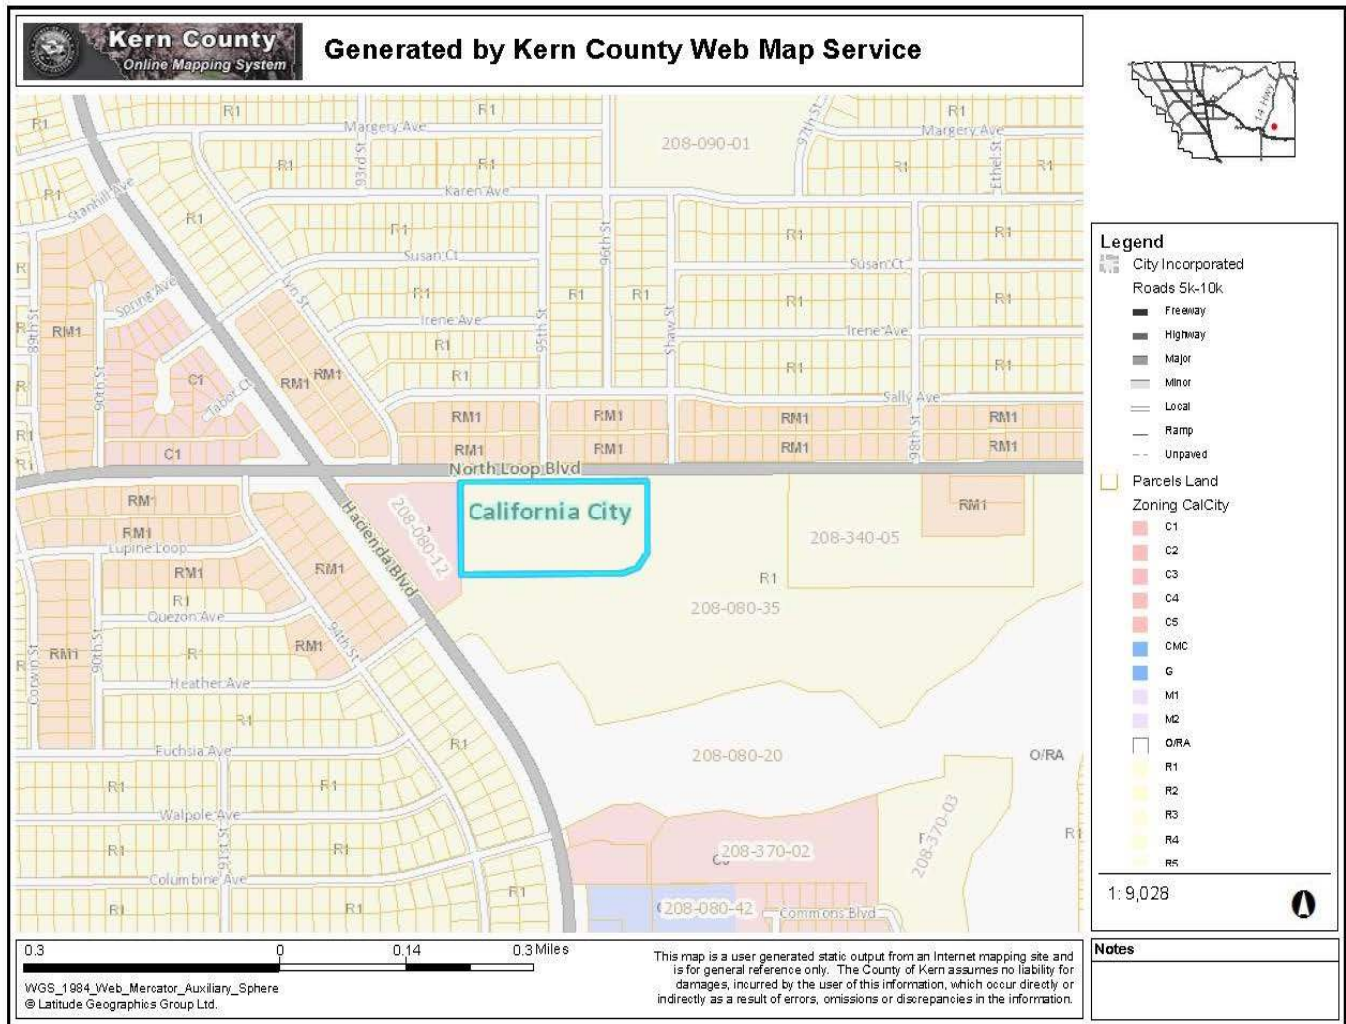 Kern County
Online Mapping System
Generated by Kern County Web Map Service
14 Hwy
R1
R1
R1
R1
Margery Ave
93rd St
208-090-01
97th St
Margery Ave
R1
R1
R1
R1
Ethel St
R1
Karen Ave
Stanhill Ave
R1
R1
R1
96th St
R1
R1
Susan Ct
Susan Ct
Lyn St
R1
R1
R1
R1
R1
Spring Ave
89th St
RM1
Irene Ave
95th St
Shaw St
Irene Ave
R1
R1
R1
C1
RM1
RM1
R1
90th St
Tabor Ct
Sally Ave
RM1
RM1
RM1
RM1
98th St
C1
RM1
RM1
RM1
RM1
North Loop Blvd
California City
Hacienda Blvd
208-080-12
RM1
RM1
Lupine Loop
RM1
RM1
R1
208-340-05
RM1
R1
208-080-35
Quezon Ave
Corwin St
RM1
90th St
R1
RM1
94th St
Heather Ave
R1
Fuchsia Ave
R1
R1
R1
208-080-20
O/RA
Walpole Ave
91st St
R1
R1
208-370-02
208-370-03
R1
Columbine Ave
R1
R1
R1
208-080-42
Commons Blvd
Legend
City Incorporated
Roads 5k-10k
Freeway
Highway
Major
Minor
Local
Ramp
Unpaved
Parcels Land
Zoning CalCity
C1
C2
C3
C4
C5
CMC
G
M1
M2
O/RA
R1
R2
R3
R4
R5
1: 9,028
0.3 0 0.14 0.3 Miles
WGS_1984_Web_Mercator_Auxiliary_Sphere
© Latitude Geographics Group Ltd.
This map is a user generated static output from an Internet mapping site and
is for general reference only. The County of Kern assumes no liability for
damages, incurred by the user of this information, which occur directly or
indirectly as a result of errors, omissions or discrepancies in the information.
Notes